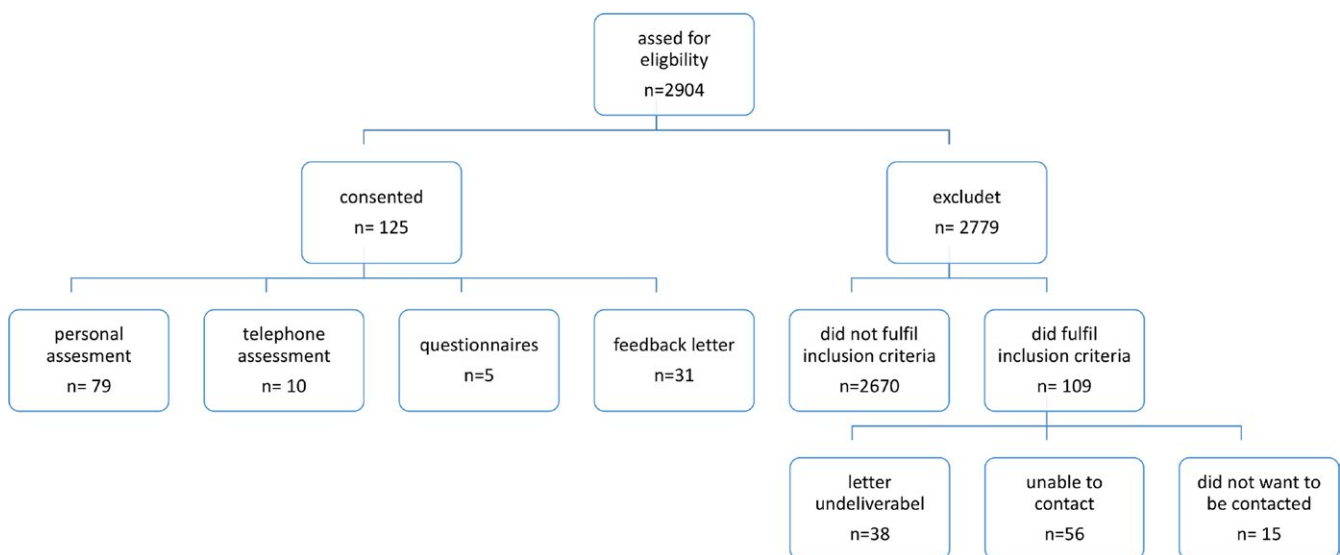 assed for
eligbility
n=2904
consented
n= 125
excludet
n= 2779
personal
assesment
n= 79
telephone
assessment
n= 10
questionnaires
n=5
feedback letter
n=31
did not fulfil
inclusion criteria
n=2670
did fulfil
inclusion criteria
n= 109
letter
undeliverabel
n=38
unable to
contact
n=56
did not want to
be contacted
n= 15